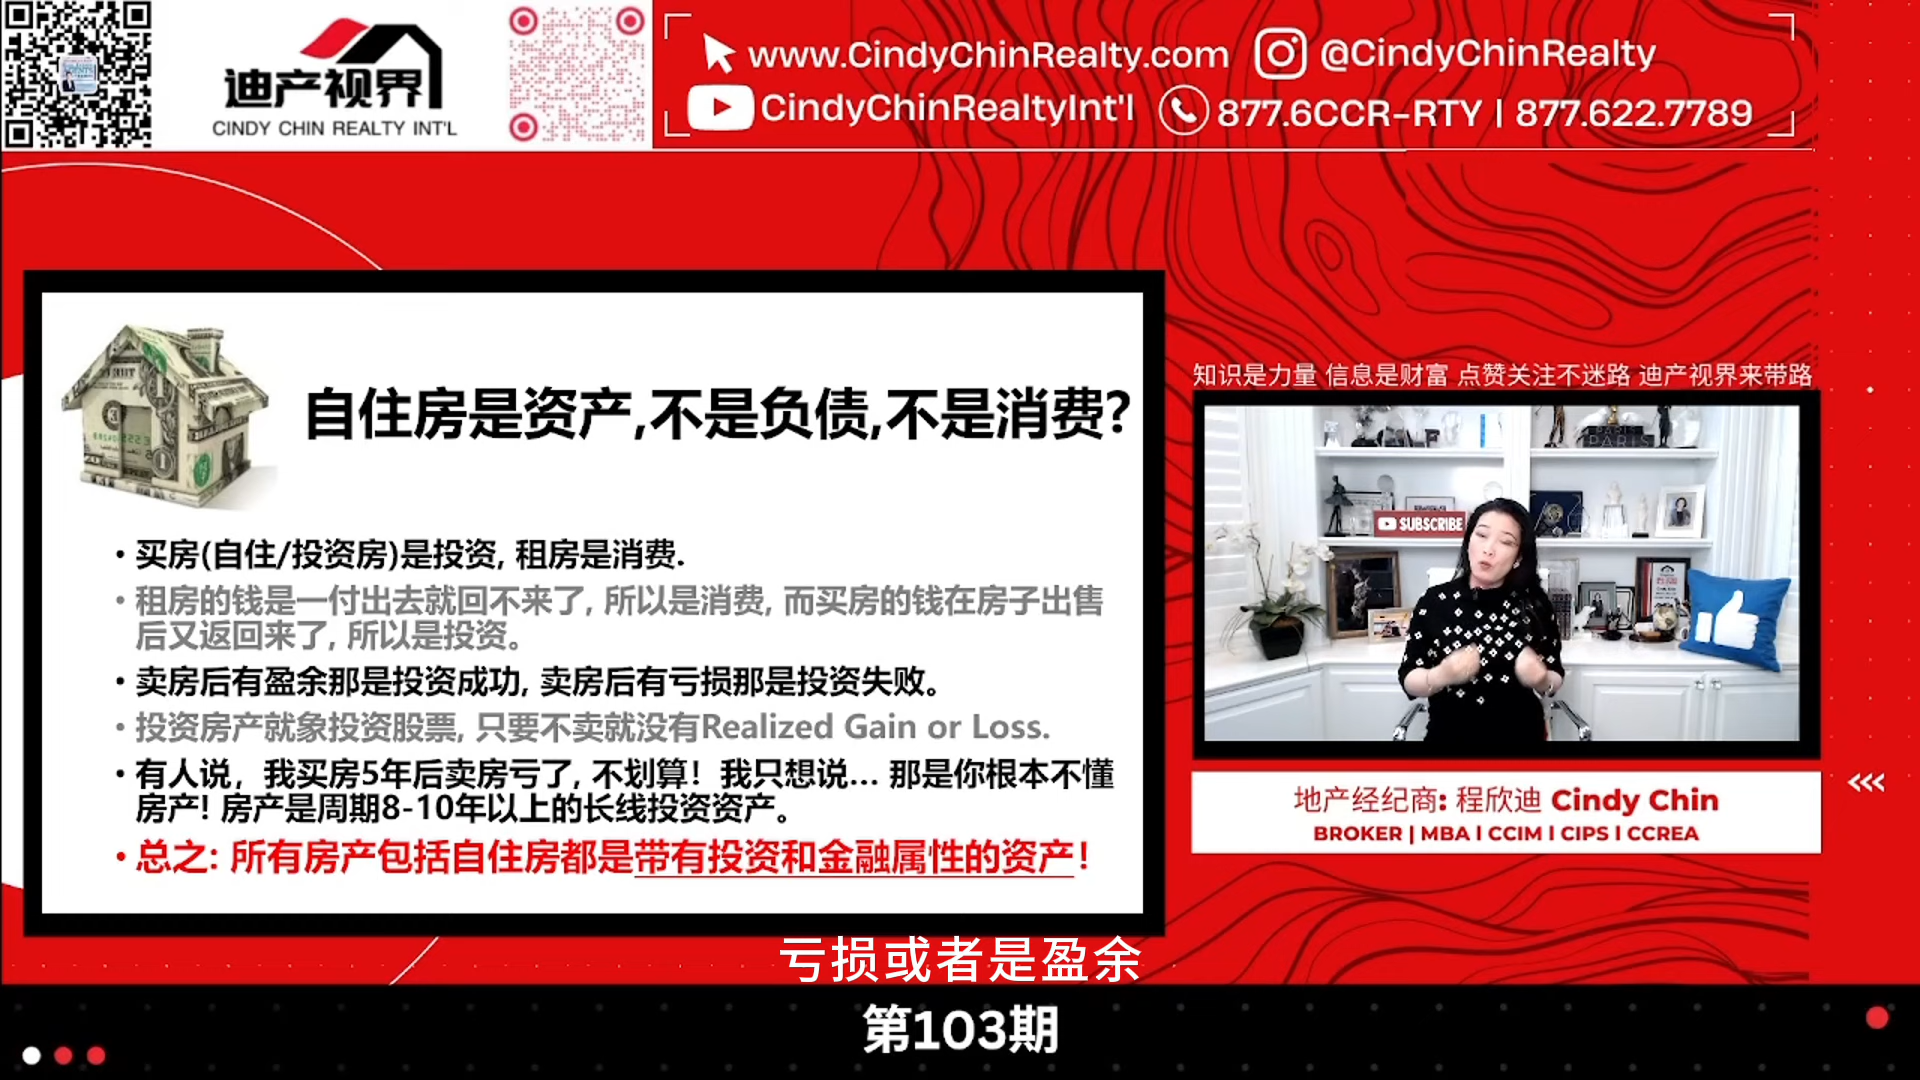 迪产视界
CINDY CHIN REALTY INT'L
www.CindyChinRealty.com
@CindyChinRealty
CindyChinRealtyInt'l
877.6CCR-RTY | 877.622.7789
自住房是资产,不是负债,不是消费?
• 买房(自住/投资房)是投资, 租房是消费.
• 租房的钱是一付出去就回不来了, 所以是消费, 而买房的钱在房子出售
后又返回来了, 所以是投资。
• 卖房后有盈余那是投资成功, 卖房后有亏损那是投资失败。
• 投资房产就象投资股票, 只要不卖就没有Realized Gain or Loss.
• 有人说，我买房5年后卖房亏了, 不划算！我只想说... 那是你根本不懂
房产! 房产是周期8-10年以上的长线投资资产。
• 总之: 所有房产包括自住房都是带有投资和金融属性的资产！
知识是力量 信息是财富 点赞关注不迷路 迪产视界来带路
PARIS
SUBSCRIBE
地产经纪商: 程欣迪 Cindy Chin
BROKER | MBA | CCIM | CIPS | CCREA
亏损或者是盈余
第103期